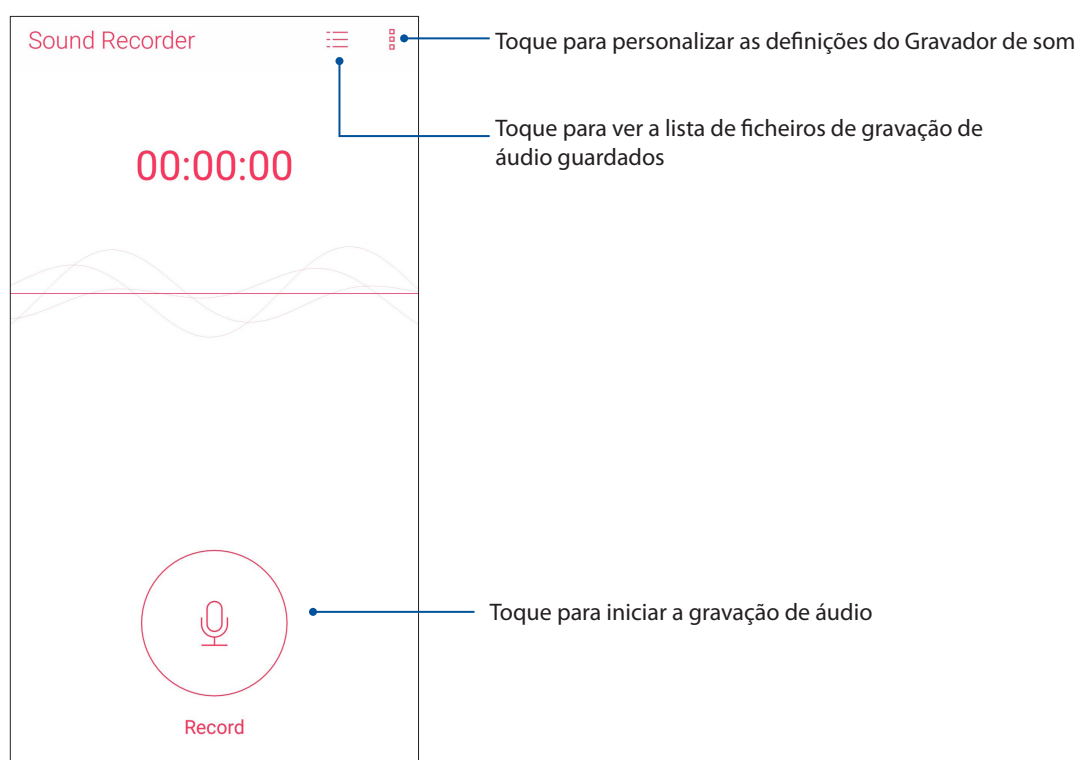 Sound Recorder
Toque para personalizar as definições do Gravador de som
Toque para ver a lista de ficheiros de gravação de
áudio guardados
00:00:00
Toque para iniciar a gravação de áudio
Record